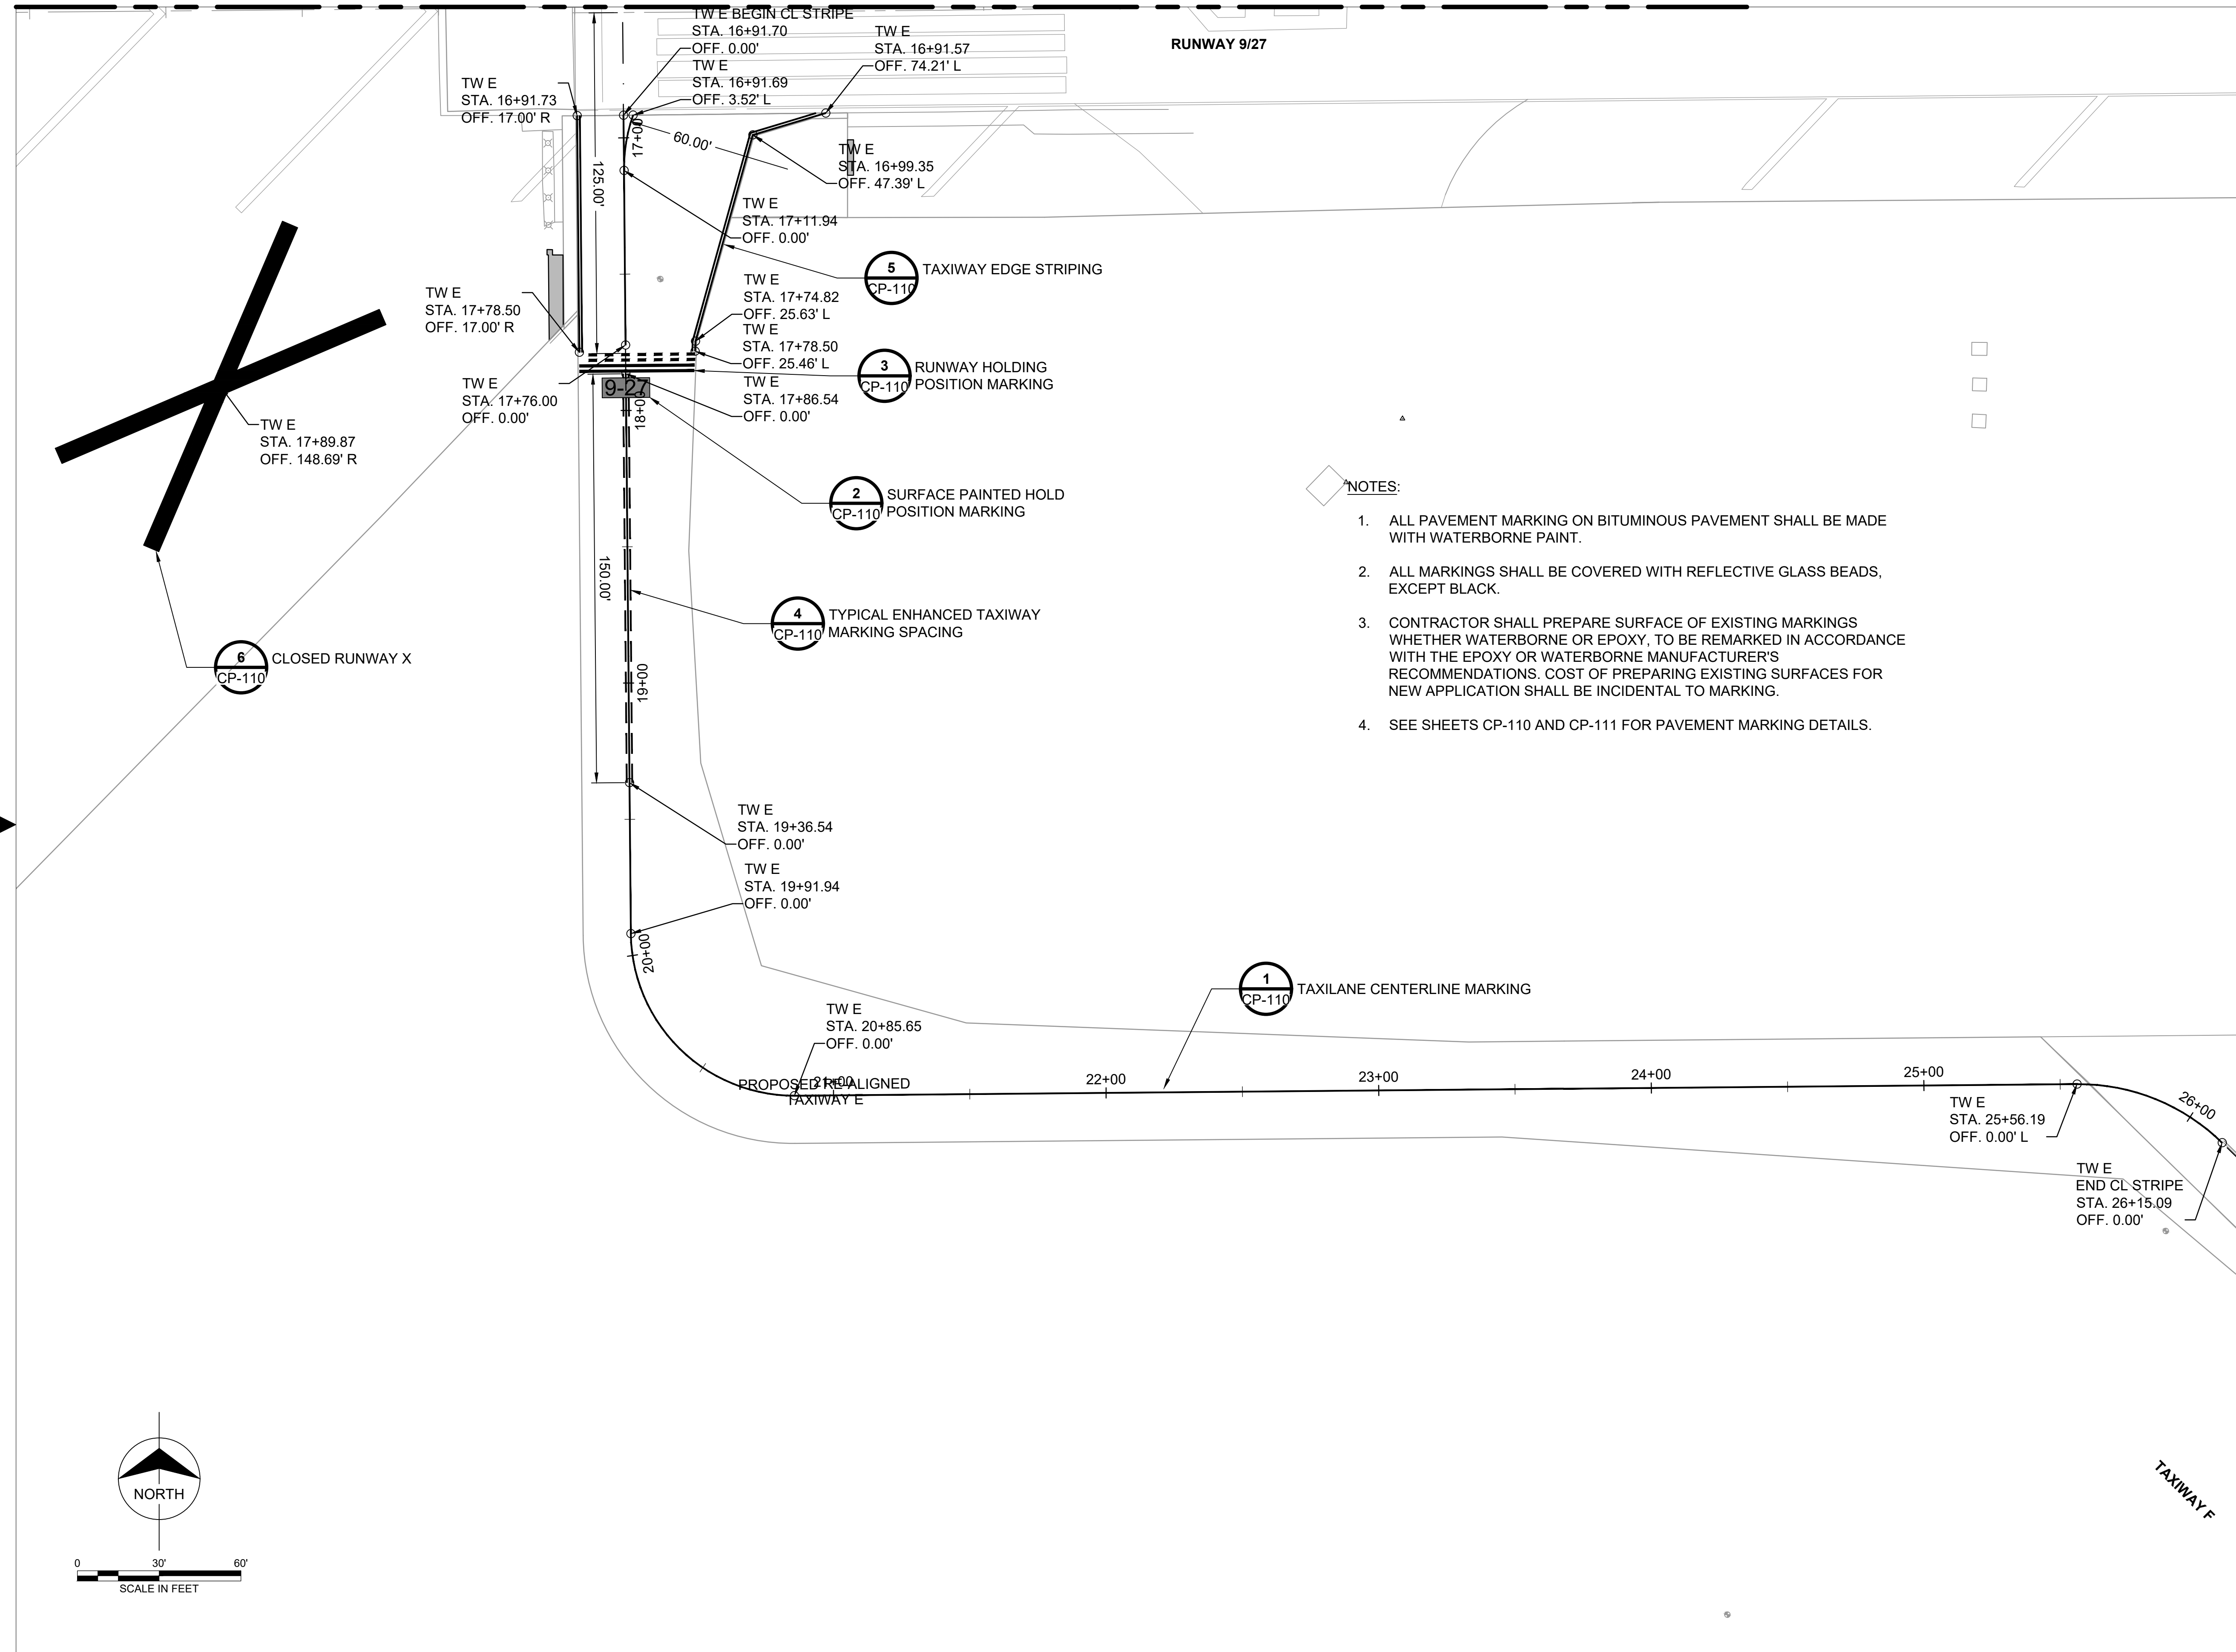 TW E BEGIN CL STRIPE
STA. 16+91.70
OFF. 0.00'
TW E
STA. 16+91.57
OFF. 74.21' L
RUNWAY 9/27
TW E
STA. 16+91.69
OFF. 3.52' L
TW E
STA. 16+91.73
OFF. 17.00' R
17+00
60.00'
125.00'
TW E
STA. 16+99.35
OFF. 47.39' L
TW E
STA. 17+11.94
OFF. 0.00'
5
CP-110
TAXIWAY EDGE STRIPING
TW E
STA. 17+74.82
OFF. 25.63' L
TW E
STA. 17+78.50
OFF. 17.00' R
TW E
STA. 17+78.50
OFF. 25.46' L
3
CP-110
RUNWAY HOLDING
POSITION MARKING
TW E
STA. 17+76.00
OFF. 0.00'
9-27
18+00
TW E
STA. 17+86.54
OFF. 0.00'
TW E
STA. 17+89.87
OFF. 148.69' R
2
CP-110
SURFACE PAINTED HOLD
POSITION MARKING
NOTES:
1. ALL PAVEMENT MARKING ON BITUMINOUS PAVEMENT SHALL BE MADE
WITH WATERBORNE PAINT.
2. ALL MARKINGS SHALL BE COVERED WITH REFLECTIVE GLASS BEADS,
EXCEPT BLACK.
3. CONTRACTOR SHALL PREPARE SURFACE OF EXISTING MARKINGS
WHETHER WATERBORNE OR EPOXY, TO BE REMARKED IN ACCORDANCE
WITH THE EPOXY OR WATERBORNE MANUFACTURER'S
RECOMMENDATIONS. COST OF PREPARING EXISTING SURFACES FOR
NEW APPLICATION SHALL BE INCIDENTAL TO MARKING.
4. SEE SHEETS CP-110 AND CP-111 FOR PAVEMENT MARKING DETAILS.
150.00'
4
CP-110
TYPICAL ENHANCED TAXIWAY
MARKING SPACING
6
CP-110
CLOSED RUNWAY X
19+00
TW E
STA. 19+36.54
OFF. 0.00'
TW E
STA. 19+91.94
OFF. 0.00'
20+00
1
CP-110
TAXILANE CENTERLINE MARKING
TW E
STA. 20+85.65
OFF. 0.00'
PROPOSED RE-ALIGNED
TAXIWAY E
21+00
22+00
23+00
24+00
25+00
26+00
TW E
STA. 25+56.19
OFF. 0.00' L
TW E
END CL STRIPE
STA. 26+15.09
OFF. 0.00'
TAXIWAY F
NORTH
0 30' 60'
SCALE IN FEET